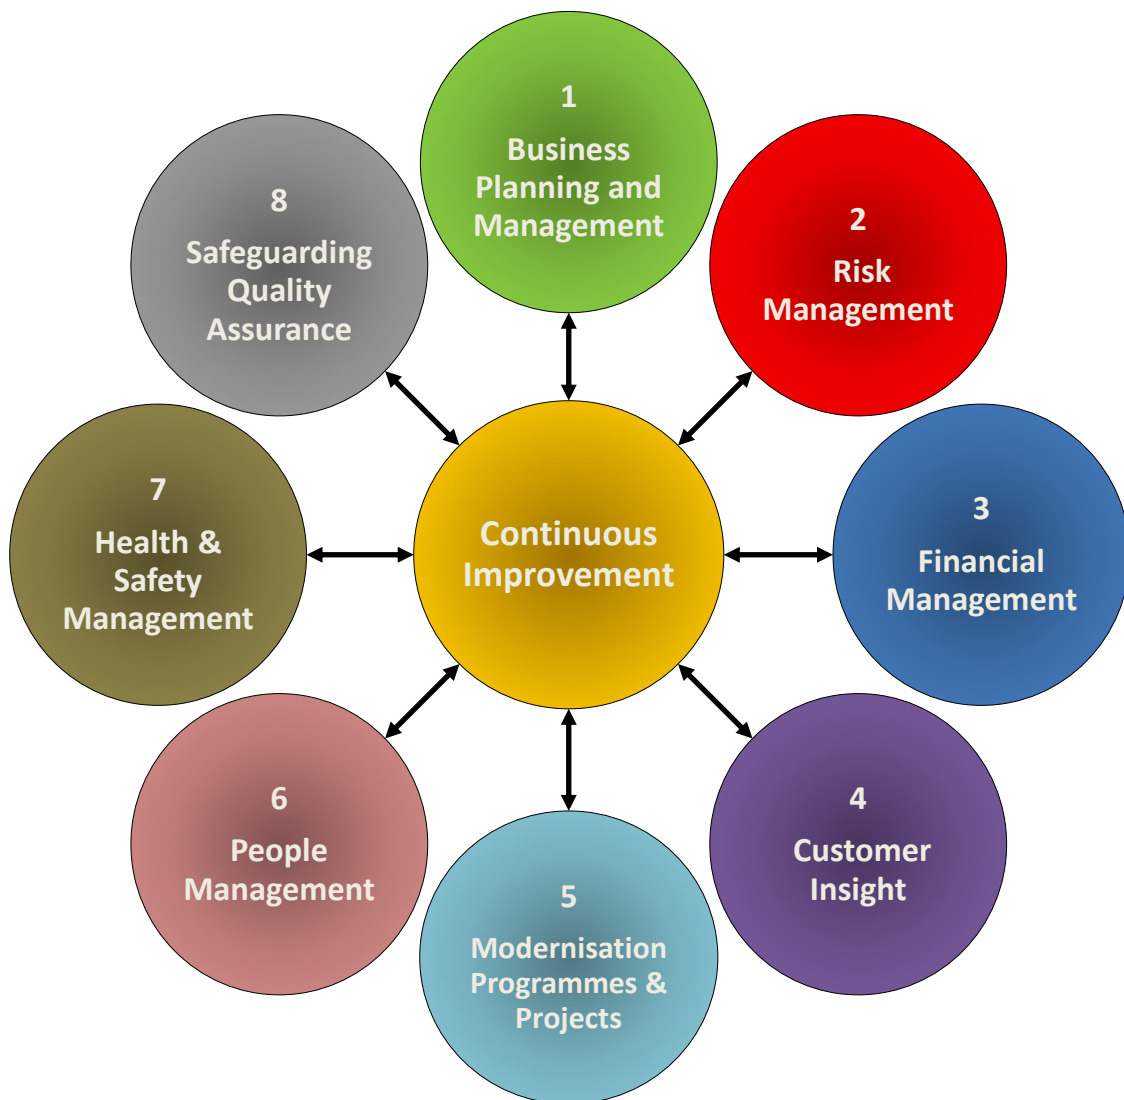 1
Business
Planning and
Management
2
Risk
Management
3
Financial
Management
4
Customer
Insight
5
Modernisation
Programmes &
Projects
6
People
Management
7
Health &
Safety
Management
8
Safeguarding
Quality
Assurance
Continuous
Improvement